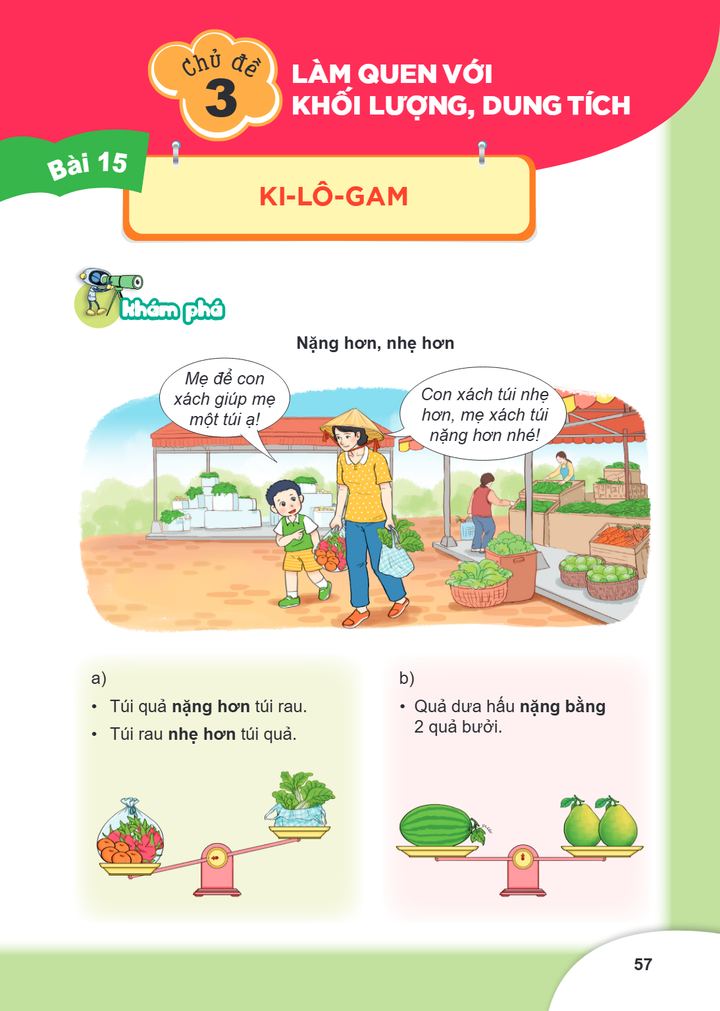 Chủ đề
3
LÀM QUEN VỚI
KHỐI LƯỢNG, DUNG TÍCH
Bài 15
KI-LÔ-GAM
khám phá
Nặng hơn, nhẹ hơn
Mẹ để con
xách giúp mẹ
một túi ạ!
Con xách túi nhẹ
hơn, mẹ xách túi
nặng hơn nhé!
a)
• Túi quả nặng hơn túi rau.
• Túi rau nhẹ hơn túi quả.
b)
• Quả dưa hấu nặng bằng
2 quả bưởi.
57